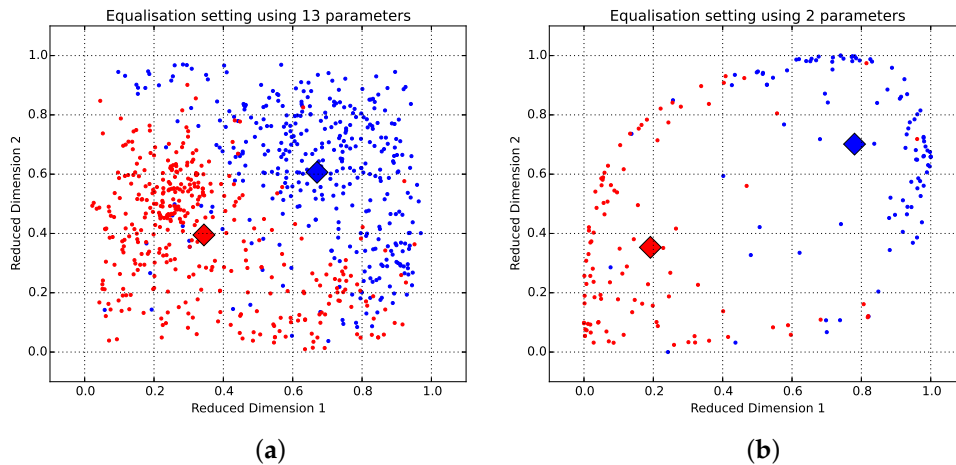 Equalisation setting using 13 parameters
1.0
0.8
0.6
0.4
0.2
0.0
Reduced Dimension 2
0.0 0.2 0.4 0.6 0.8 1.0
Reduced Dimension 1
(a)
Equalisation setting using 2 parameters
1.0
0.8
0.6
0.4
0.2
0.0
Reduced Dimension 2
0.0 0.2 0.4 0.6 0.8 1.0
Reduced Dimension 1
(b)